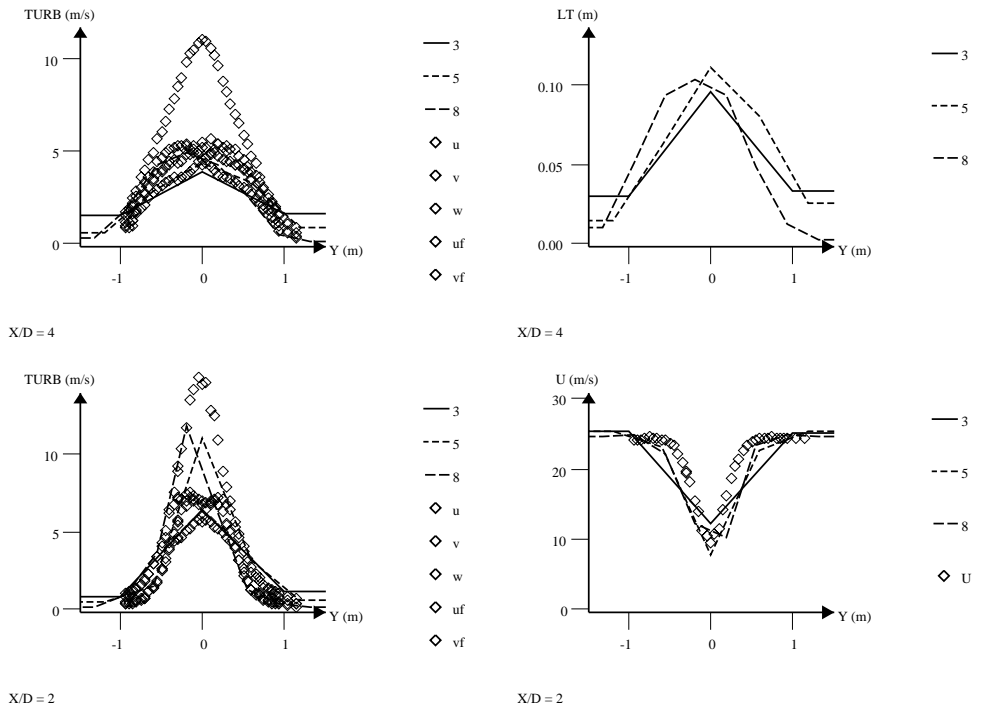 TURB (m/s)
10
5
0
-1
0
1
Y (m)
3
5
8
u
v
w
uf
vf
X/D = 4
LT (m)
0.10
0.05
0.00
-1
0
1
Y (m)
3
5
8
X/D = 4
TURB (m/s)
10
5
0
-1
0
1
Y (m)
3
5
8
u
v
w
uf
vf
X/D = 2
U (m/s)
30
20
10
0
-1
0
1
Y (m)
3
5
8
U
X/D = 2